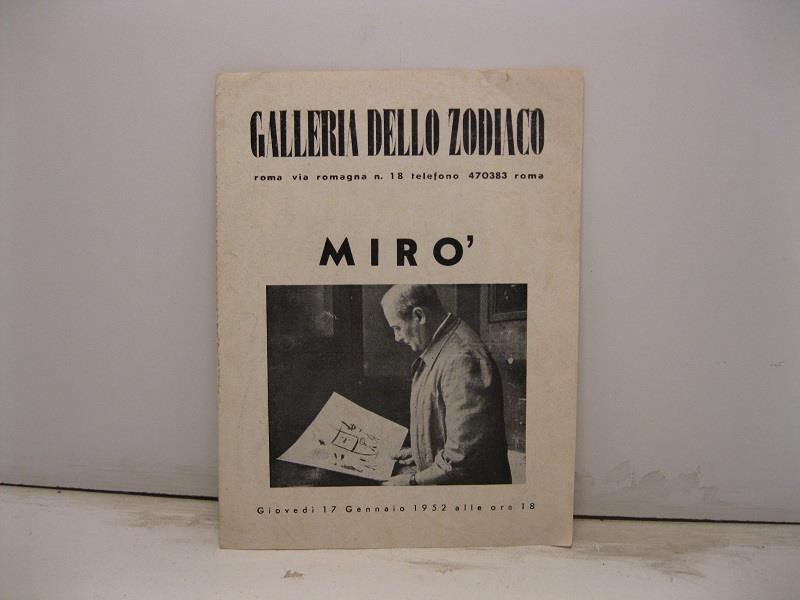 GALLERIA DELLO ZODIACO
roma via romagna n. 18 telefono 470383 roma
MIRO'
Giovedì 17 Gennaio 1952 alle ore 18